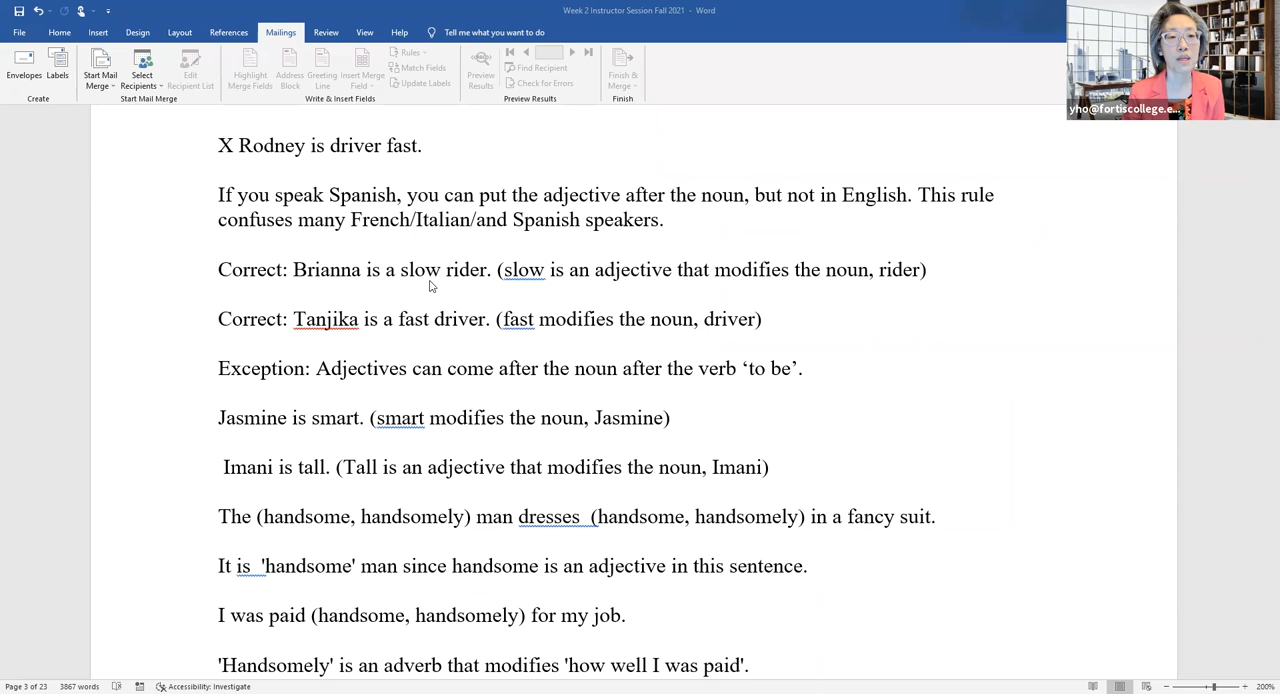 Week 2 Instructor Session Fall 2021 - Word
File Home Insert Design Layout References Mailings Review View Help Tell me what you want to do
Envelopes Labels Start Mail Merge Select Recipients Edit Recipient List Highlight Merge Fields Address Block Greeting Line Insert Merge Field Rules Match Fields Update Labels Preview Results Find Recipient Check for Errors Finish & Merge
Create Start Mail Merge Write & Insert Fields Preview Results Finish
yho@fortiscollege.e...
X Rodney is driver fast.
If you speak Spanish, you can put the adjective after the noun, but not in English. This rule
confuses many French/Italian/and Spanish speakers.
Correct: Brianna is a slow rider. (slow is an adjective that modifies the noun, rider)
Correct: Tanjika is a fast driver. (fast modifies the noun, driver)
Exception: Adjectives can come after the noun after the verb ‘to be’.
Jasmine is smart. (smart modifies the noun, Jasmine)
Imani is tall. (Tall is an adjective that modifies the noun, Imani)
The (handsome, handsomely) man dresses (handsome, handsomely) in a fancy suit.
It is 'handsome' man since handsome is an adjective in this sentence.
I was paid (handsome, handsomely) for my job.
'Handsomely' is an adverb that modifies 'how well I was paid'.
Page 3 of 23 3867 words Accessibility: Investigate 200%